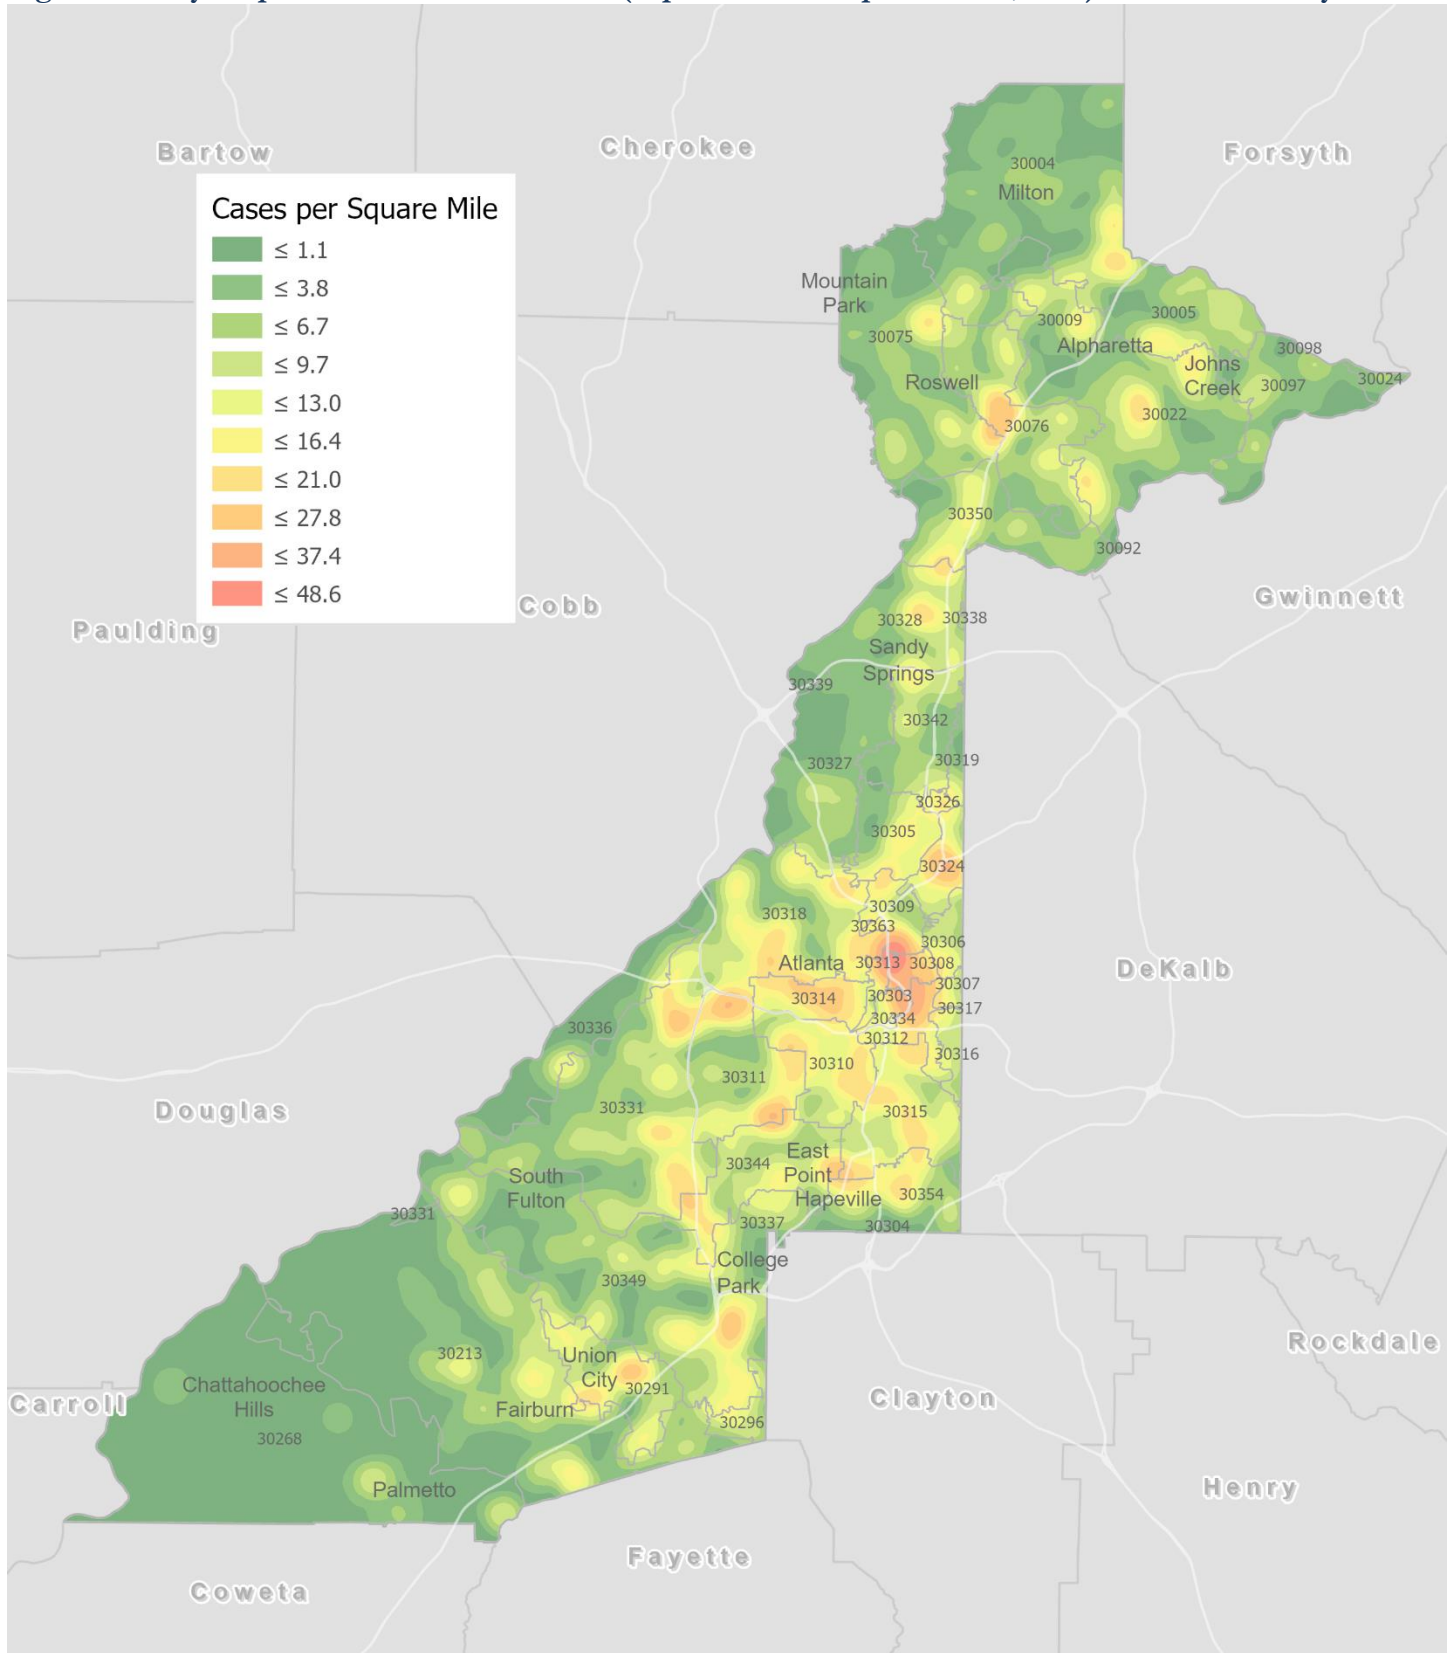 Cherokee
Bartow
Forsyth
30004
Milton
Cases per Square Mile
≤ 1.1
≤ 3.8
≤ 6.7
≤ 9.7
≤ 13.0
≤ 16.4
≤ 21.0
≤ 27.8
≤ 37.4
≤ 48.6
Mountain
Park
30005
30009
30075
Alpharetta
30098
Johns
Creek
30024
Roswell
30097
30022
30076
30350
30092
Gwinnett
Cobb
Paulding
30328
30338
Sandy
Springs
30339
30342
30319
30327
30326
30305
30324
30309
30318
30363
30306
Atlanta
30313
30308
DeKalb
30307
30303
30314
30317
30334
30336
30312
30316
30310
30311
30331
Douglas
30315
East
Point
30344
South
Fulton
30354
Hapeville
30331
30337
30304
College
Park
30349
Rockdale
30213
Union
City
30291
Chattahoochee
Hills
Carroll
Clayton
Fairburn
30296
30268
Palmetto
Henry
Fayette
Coweta